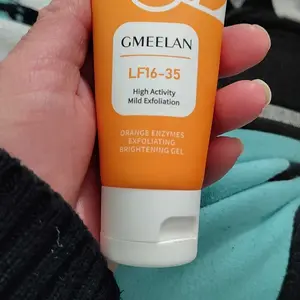 GMEELAN
LF16-35
High Activity
Mild Exfoliation
ORANGE ENZYMES
EXFOLIATING
BRIGHTENING GEL